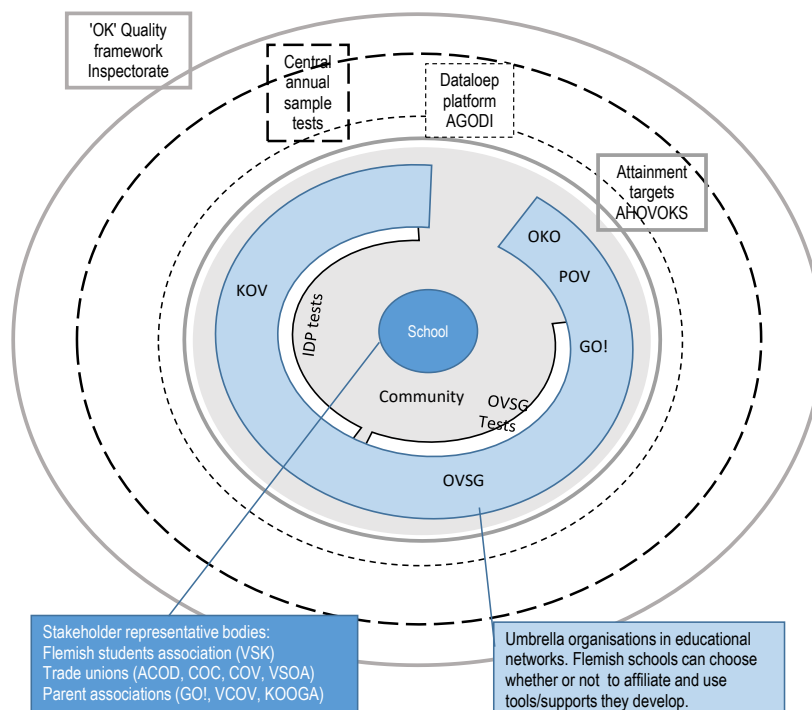 'OK' Quality
framework
Inspectorate
Central
annual
sample
tests
Dataloep
platform
AGODI
Attainment
targets
AHOVOKS
OKO
POV
KOV
GO!
IDP tests
School
Community
OVSG
Tests
OVSG
Stakeholder representative bodies:
Flemish students association (VSK)
Trade unions (ACOD, COC, COV, VSOA)
Parent associations (GO!, VCOV, KOOGA)
Umbrella organisations in educational
networks. Flemish schools can choose
whether or not to affiliate and use
tools/supports they develop.